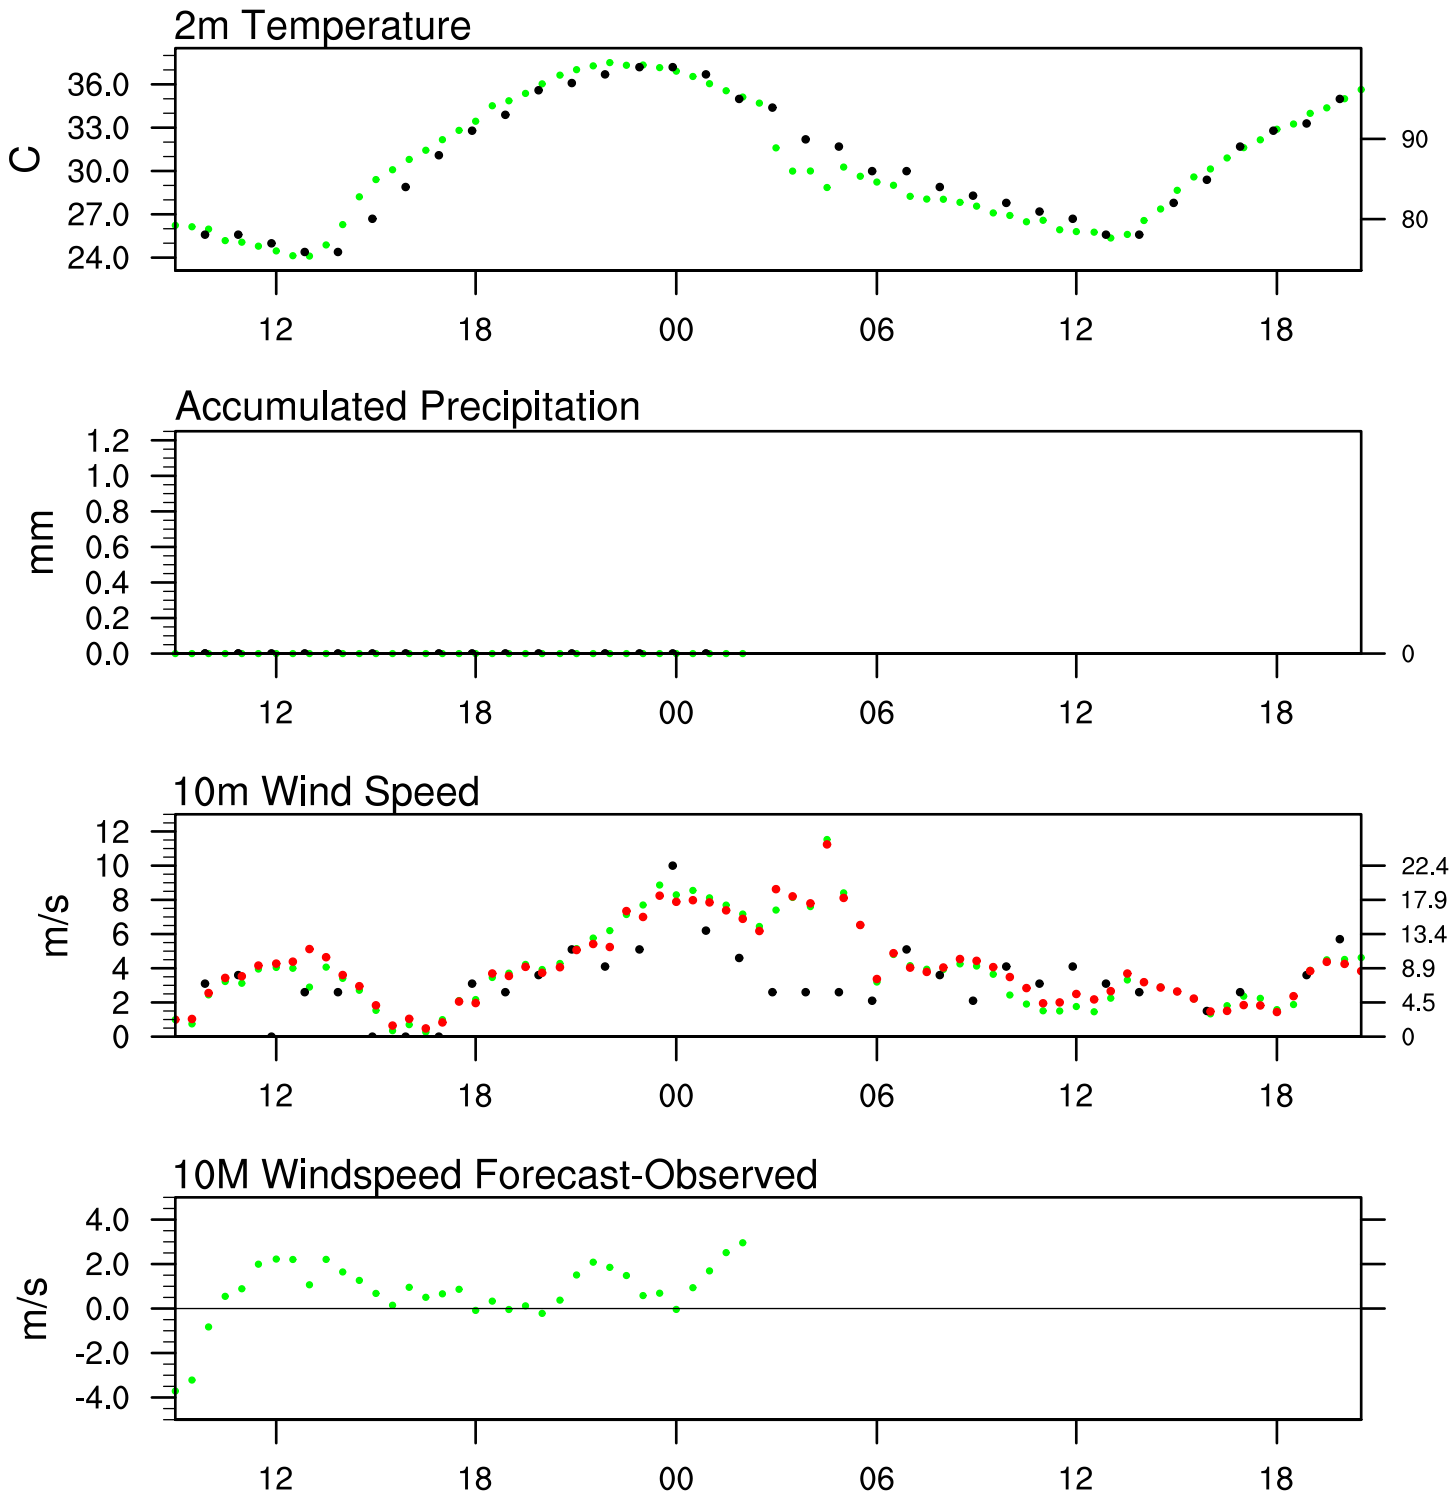 2m Temperature
36.0
33.0
30.0
27.0
24.0
C
90
80
12 18 00 06 12 18
Accumulated Precipitation
1.2
1.0
0.8
0.6
0.4
0.2
0.0
mm
0
12 18 00 06 12 18
10m Wind Speed
12
10
8
6
4
2
0
m/s
22.4
17.9
13.4
8.9
4.5
0
12 18 00 06 12 18
10M Windspeed Forecast-Observed
4.0
2.0
0.0
-2.0
-4.0
m/s
12 18 00 06 12 18